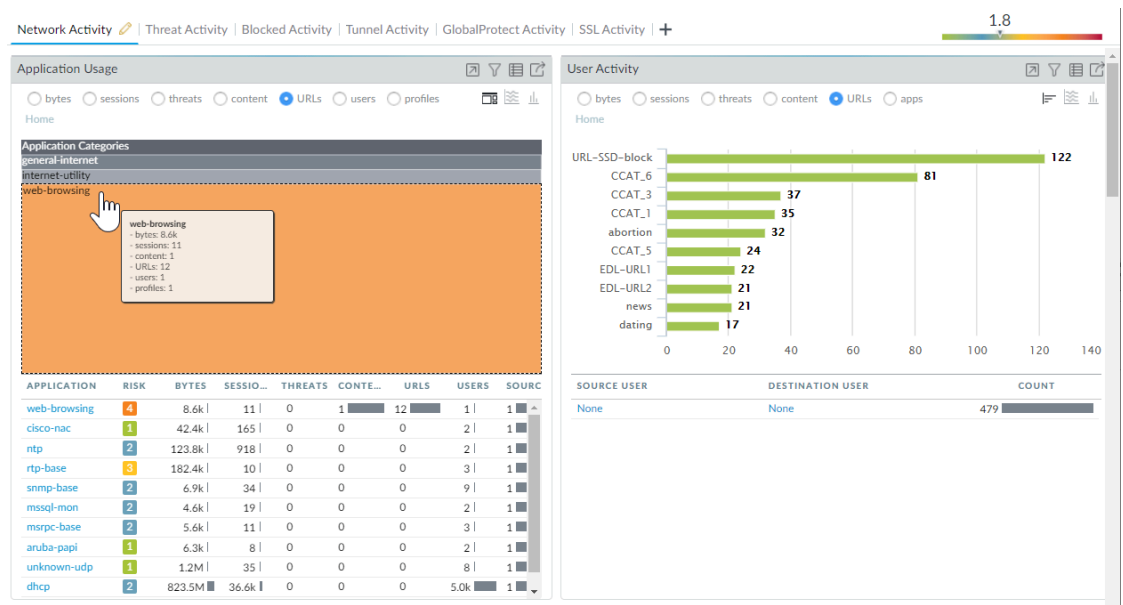 Network Activity Threat Activity Blocked Activity Tunnel Activity GlobalProtect Activity SSL Activity +
1.8
Application Usage
bytes sessions threats content URLs users profiles
Home
Application Categories
general-internet
internet-utility
web-browsing
web-browsing
- bytes: 8.6k
- sessions: 11
- content: 1
- URLs: 12
- users: 1
- profiles: 1
APPLICATION RISK BYTES SESSIO... THREATS CONTE... URLS USERS SOURC
web-browsing 4 8.6k 11 0 1 12 1 1
cisco-nac 1 42.4k 165 0 0 0 2 1
ntp 2 123.8k 918 0 0 0 2 1
rtp-base 3 182.4k 10 0 0 0 3 1
snmp-base 2 6.9k 34 0 0 0 9 1
mssql-mon 2 4.6k 19 0 0 0 2 1
msrpc-base 2 5.6k 11 0 0 0 3 1
aruba-papi 1 6.3k 8 0 0 0 2 1
unknown-udp 1 1.2M 35 0 0 0 8 1
dhcp 2 823.5M 36.6k 0 0 0 5.0k 1
User Activity
bytes sessions threats content URLs apps
Home
URL-SSD-block 122
CCAT_6 81
CCAT_3 37
CCAT_1 35
abortion 32
CCAT_5 24
EDL-URL1 22
EDL-URL2 21
news 21
dating 17
0 20 40 60 80 100 120 140
SOURCE USER DESTINATION USER COUNT
None None 479